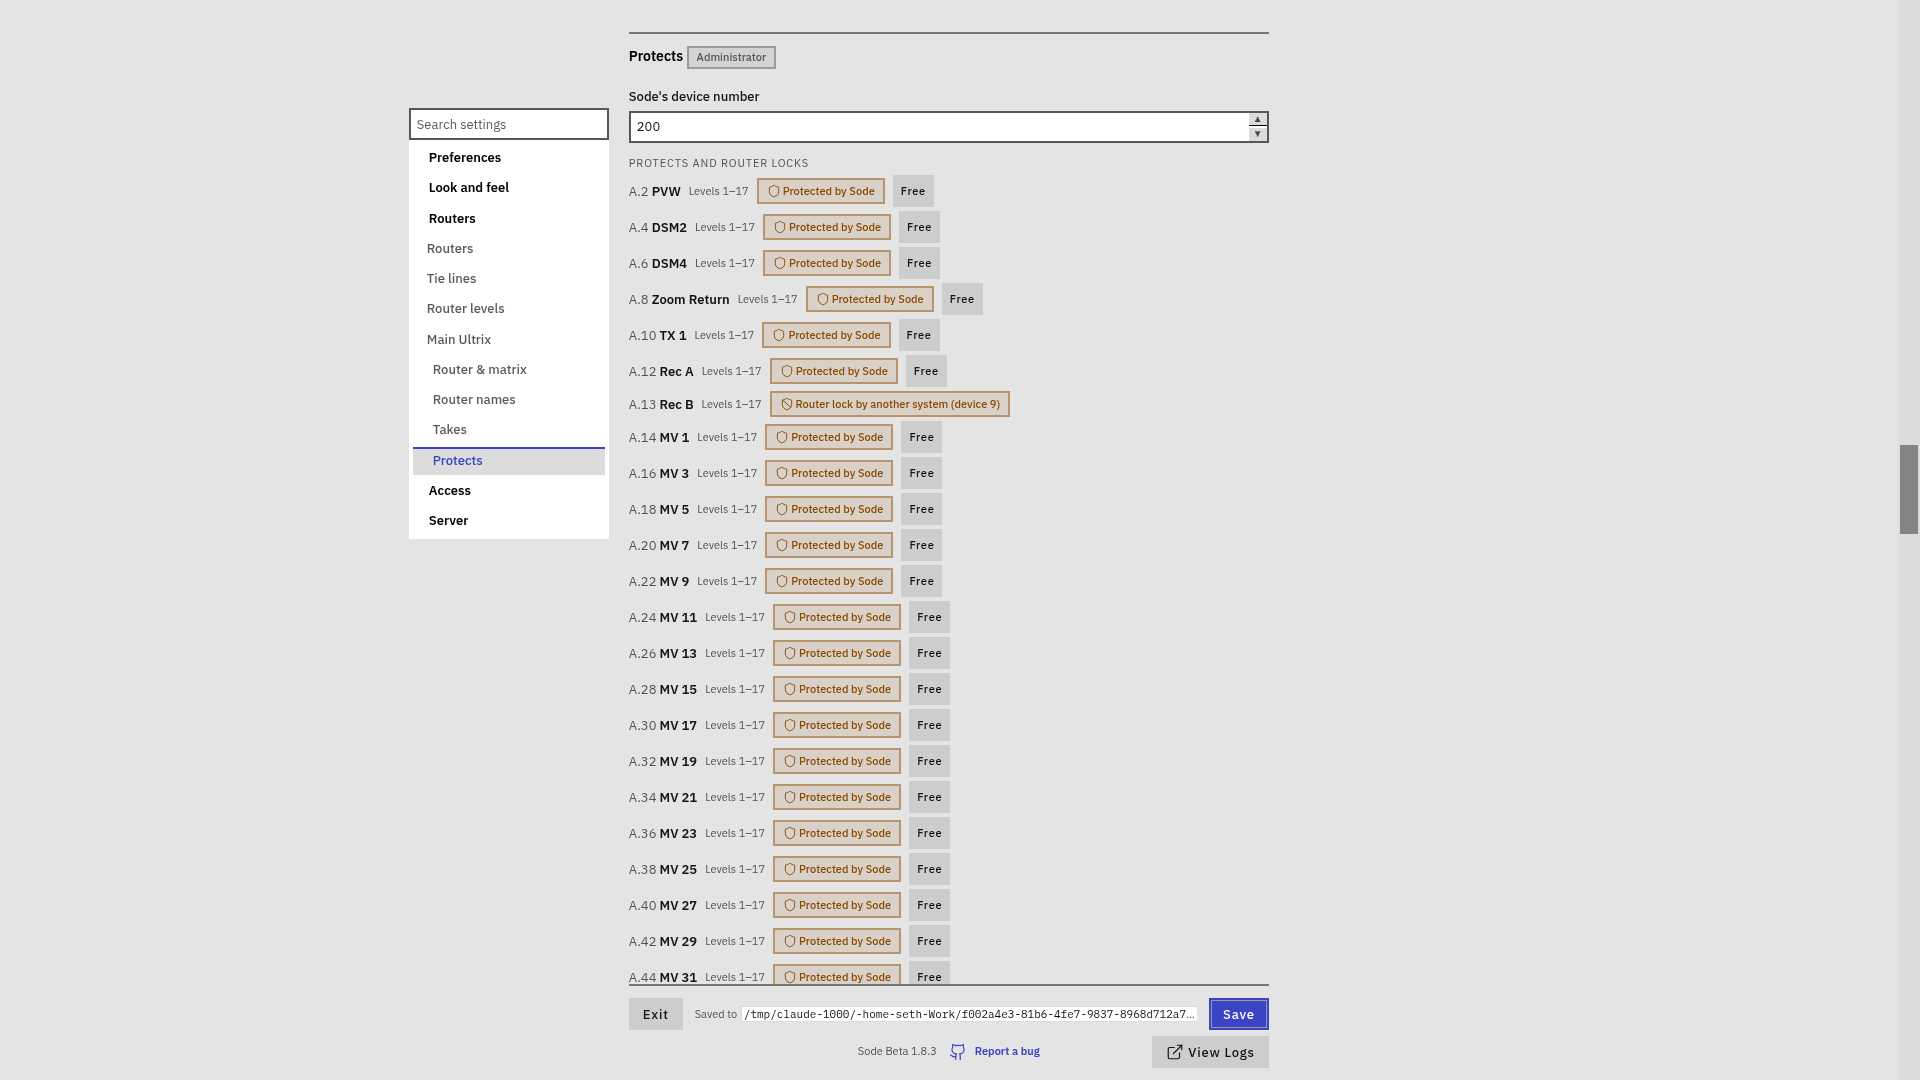 Protects Administrator
Sode's device number
200
PROTECTS AND ROUTER LOCKS
Search settings
Preferences
Look and feel
Routers
Routers
Tie lines
Router levels
Main Ultrix
Router & matrix
Router names
Takes
Protects
Access
Server
A.2 PVW Levels 1–17 Protected by Sode Free
A.4 DSM2 Levels 1–17 Protected by Sode Free
A.6 DSM4 Levels 1–17 Protected by Sode Free
A.8 Zoom Return Levels 1–17 Protected by Sode Free
A.10 TX 1 Levels 1–17 Protected by Sode Free
A.12 Rec A Levels 1–17 Protected by Sode Free
A.13 Rec B Levels 1–17 Router lock by another system (device 9)
A.14 MV 1 Levels 1–17 Protected by Sode Free
A.16 MV 3 Levels 1–17 Protected by Sode Free
A.18 MV 5 Levels 1–17 Protected by Sode Free
A.20 MV 7 Levels 1–17 Protected by Sode Free
A.22 MV 9 Levels 1–17 Protected by Sode Free
A.24 MV 11 Levels 1–17 Protected by Sode Free
A.26 MV 13 Levels 1–17 Protected by Sode Free
A.28 MV 15 Levels 1–17 Protected by Sode Free
A.30 MV 17 Levels 1–17 Protected by Sode Free
A.32 MV 19 Levels 1–17 Protected by Sode Free
A.34 MV 21 Levels 1–17 Protected by Sode Free
A.36 MV 23 Levels 1–17 Protected by Sode Free
A.38 MV 25 Levels 1–17 Protected by Sode Free
A.40 MV 27 Levels 1–17 Protected by Sode Free
A.42 MV 29 Levels 1–17 Protected by Sode Free
A.44 MV 31 Levels 1–17 Protected by Sode Free
Exit Saved to /tmp/claude-1000/-home-seth-Work/f002a4e3-81b6-4fe7-9837-8968d712a7… Save
Sode Beta 1.8.3 Report a bug View Logs